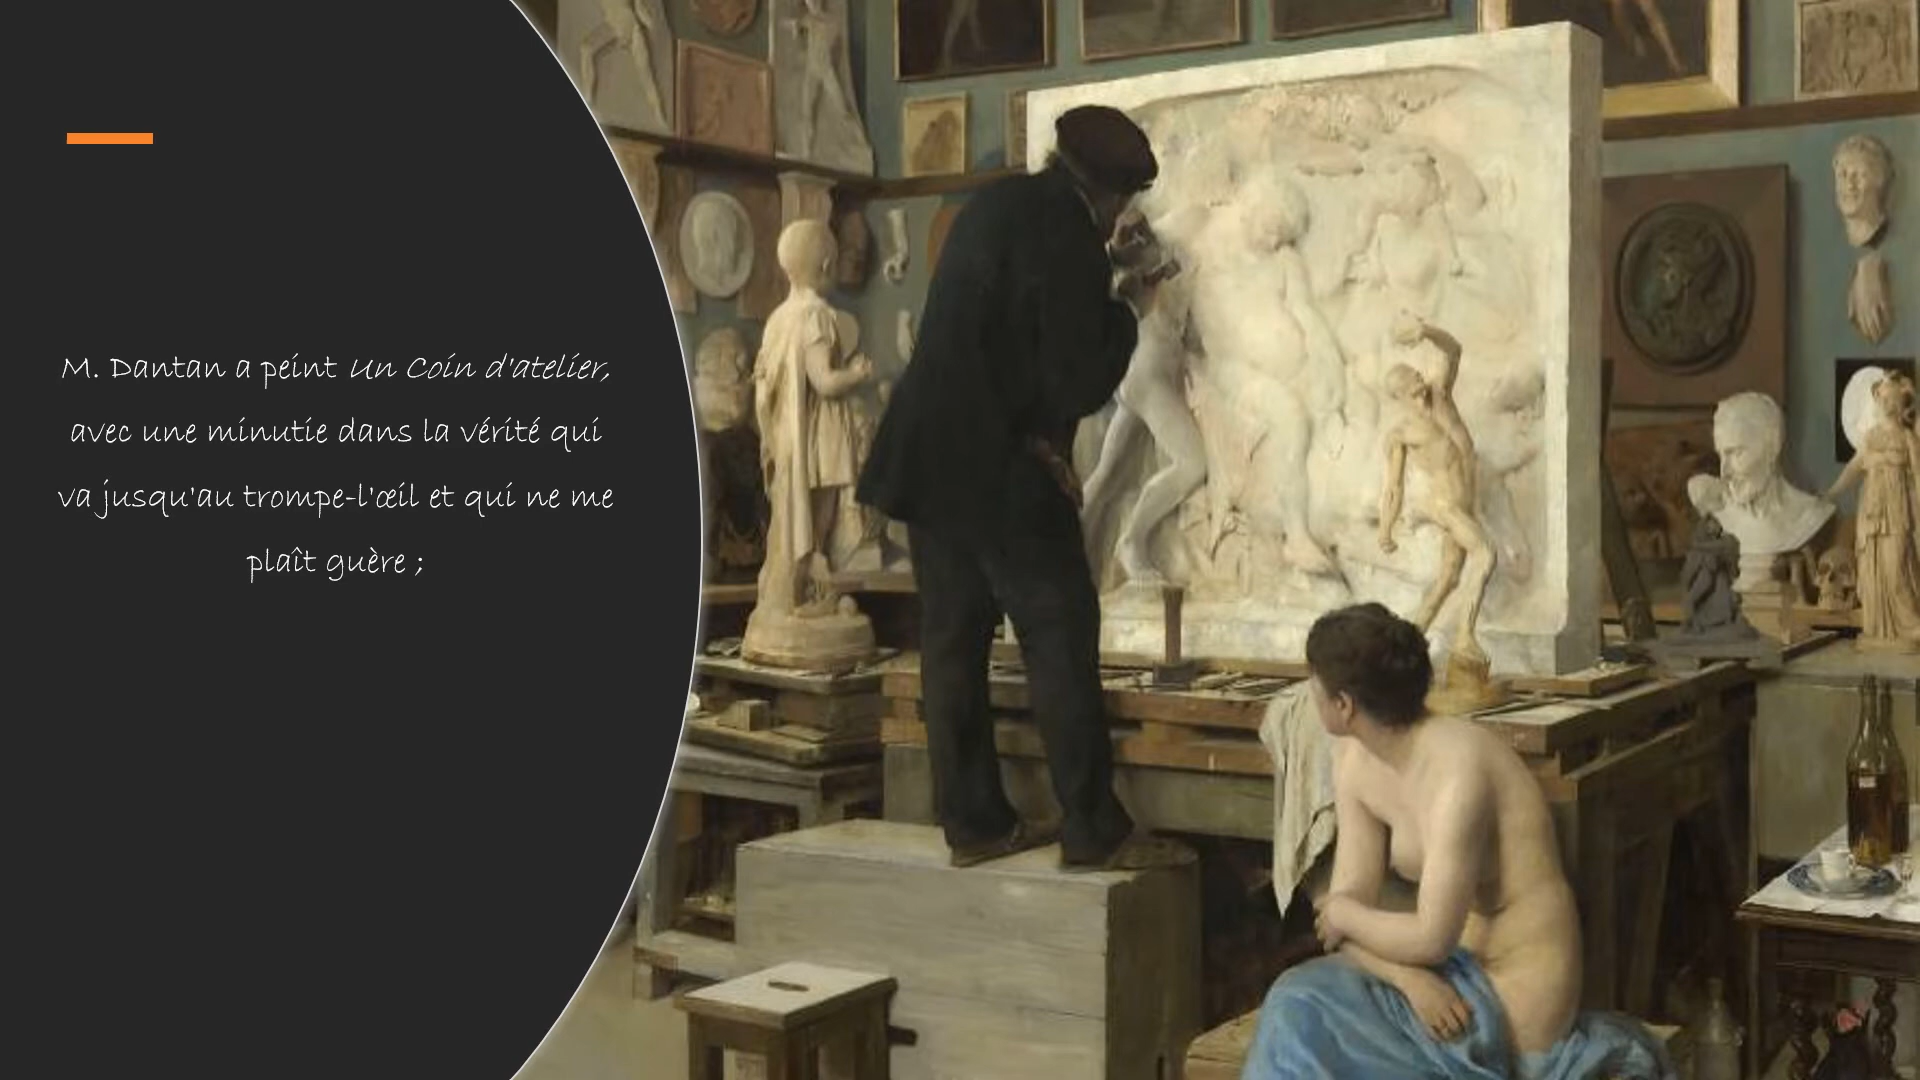 M. Dantan a peint Un Coin d'atelier,
avec une minutie dans la vérité qui
va jusqu'au trompe-l'œil et qui ne me
plaît guère ;